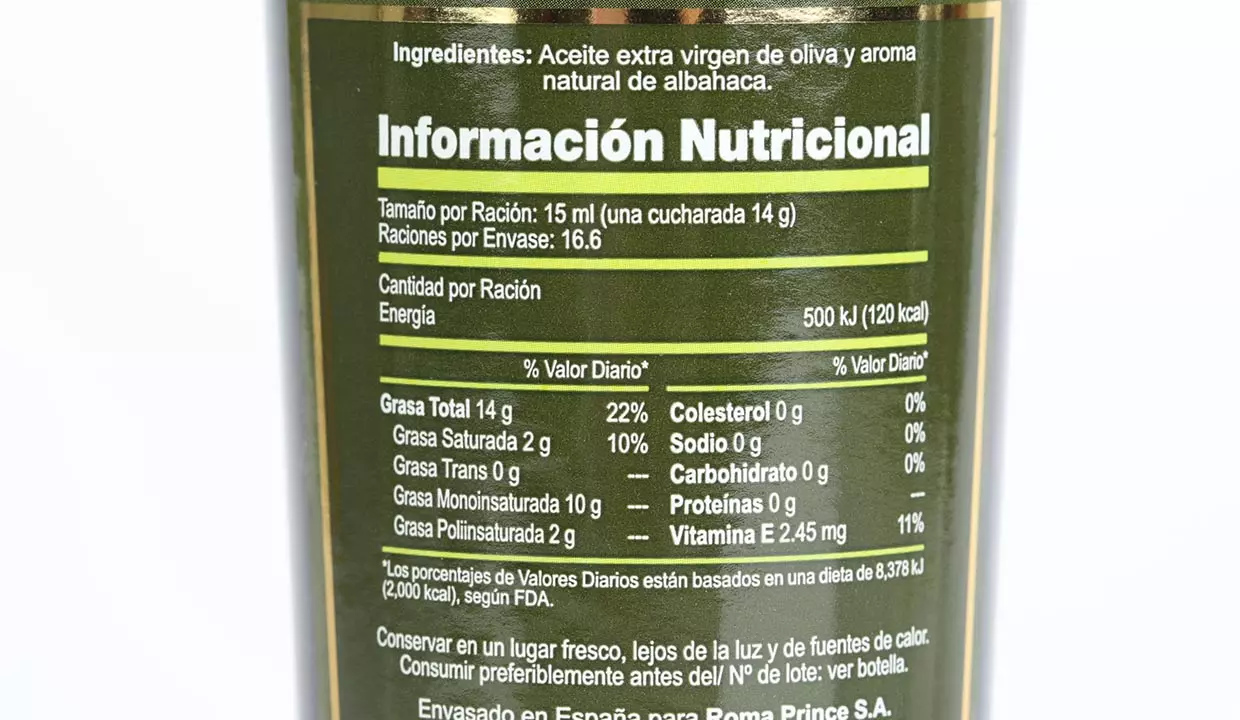 Ingredientes: Aceite extra virgen de oliva y aroma
natural de albahaca.
Información Nutricional
Tamaño por Ración: 15 ml (una cucharada 14 g)
Raciones por Envase: 16.6
Cantidad por Ración
Energía 500 kJ (120 kcal)
% Valor Diario* % Valor Diario*
Grasa Total 14 g 22% Colesterol 0 g 0%
Grasa Saturada 2 g 10% Sodio 0 g 0%
Grasa Trans 0 g --- Carbohidrato 0 g 0%
Grasa Monoinsaturada 10 g --- Proteínas 0 g ---
Grasa Poliinsaturada 2 g --- Vitamina E 2.45 mg 11%
*Los porcentajes de Valores Diarios están basados en una dieta de 8,378 kJ
(2,000 kcal), según FDA.
Conservar en un lugar fresco, lejos de la luz y de fuentes de calor.
Consumir preferiblemente antes del/ Nº de lote: ver botella.
Envasado en España para Roma Prince S.A.